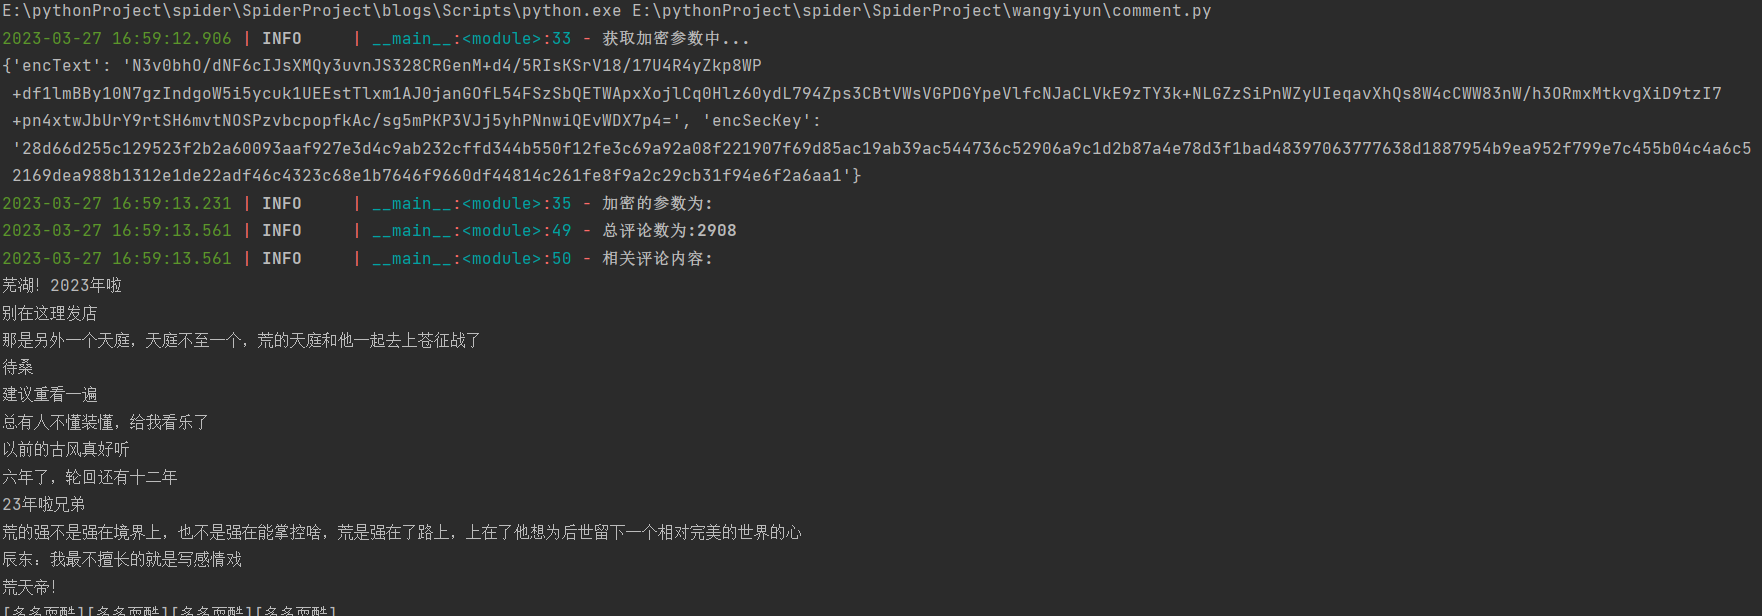 E:\pythonProject\spider\SpiderProject\blogs\Scripts\python.exe E:\pythonProject\spider\SpiderProject\wangyiyun\comment.py
2023-03-27 16:59:12.906 | INFO     | __main__:<module>:33 - 获取加密参数中...
{'encText': 'N3v0bhO/dNF6cIJsXMQy3uvnJS328CRGenM+d4/5RIsKSrV18/17U4R4yZkp8WP
+df1lmBBy10N7gzIndgoW5i5ycuk1UEEstTlxm1AJ0janGOfL54FSzSbQETWApxXojlCq0Hlz60ydL794Zps3CBtVWsVGPDGYpeVlfcNJaCLVkE9zTY3k+NLGZzSiPnWZyUIeqavXhQs8W4cCWW83nW/h3ORmxMtkvgXiD9tzI7
+pn4xtwJbUrY9rtSH6mvtNOSPzvbcpopfkAc/sg5mPKP3VJj5yhPNnwiQEvWDX7p4=', 'encSecKey':
'28d66d255c129523f2b2a60093aaf927e3d4c9ab232cffd344b550f12fe3c69a92a08f221907f69d85ac19ab39ac544736c52906a9c1d2b87a4e78d3f1bad48397063777638d1887954b9ea952f799e7c455b04c4a6c5
2169dea988b1312e1de22adf46c4323c68e1b7646f9660df44814c261fe8f9a2c29cb31f94e6f2a6aa1'}
2023-03-27 16:59:13.231 | INFO     | __main__:<module>:35 - 加密的参数为:
2023-03-27 16:59:13.561 | INFO     | __main__:<module>:49 - 总评论数为:2908
2023-03-27 16:59:13.561 | INFO     | __main__:<module>:50 - 相关评论内容:
芜湖！2023年啦
别在这理发店
那是另外一个天庭，天庭不至一个，荒的天庭和他一起去上苍征战了
待桑
建议重看一遍
总有人不懂装懂，给我看乐了
以前的古风真好听
六年了，轮回还有十二年
23年啦兄弟
荒的强不是强在境界上，也不是强在能掌控啥，荒是强在了路上，上在了他想为后世留下一个相对完美的世界的心
辰东：我最不擅长的就是写感情戏
荒天帝！
[多多耍酷][多多耍酷][多多耍酷][多多耍酷]